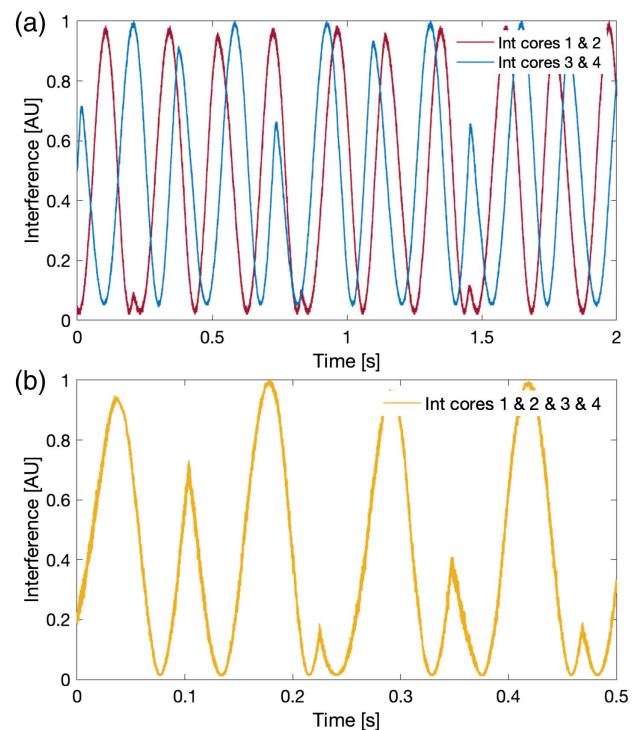 (a)
Interference [AU]
1
0.8
0.6
0.4
0.2
0
Int cores 1 & 2
Int cores 3 & 4
0 0.5 1 1.5 2
Time [s]
(b)
Interference [AU]
1
0.8
0.6
0.4
0.2
0
Int cores 1 & 2 & 3 & 4
0 0.1 0.2 0.3 0.4 0.5
Time [s]